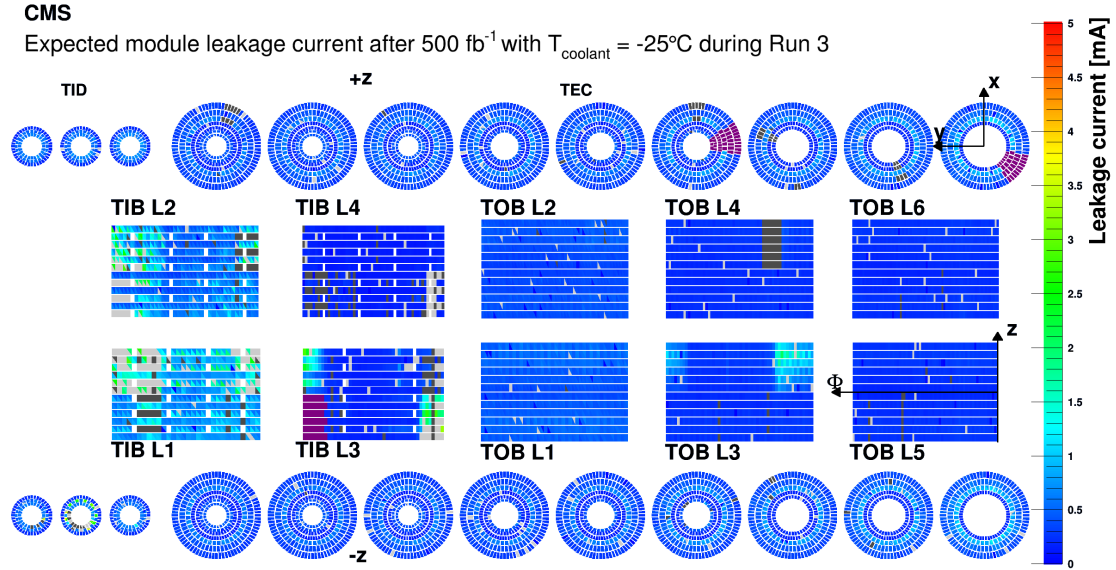 CMS
Expected module leakage current after 500 fb⁻¹ with T_coolant = -25°C during Run 3
TID
+z
TEC
x
y
TIB L2
TIB L4
TOB L2
TOB L4
TOB L6
z
Φ
TIB L1
TIB L3
TOB L1
TOB L3
TOB L5
-z
Leakage current [mA]
5
4.5
4
3.5
3
2.5
2
1.5
1
0.5
0